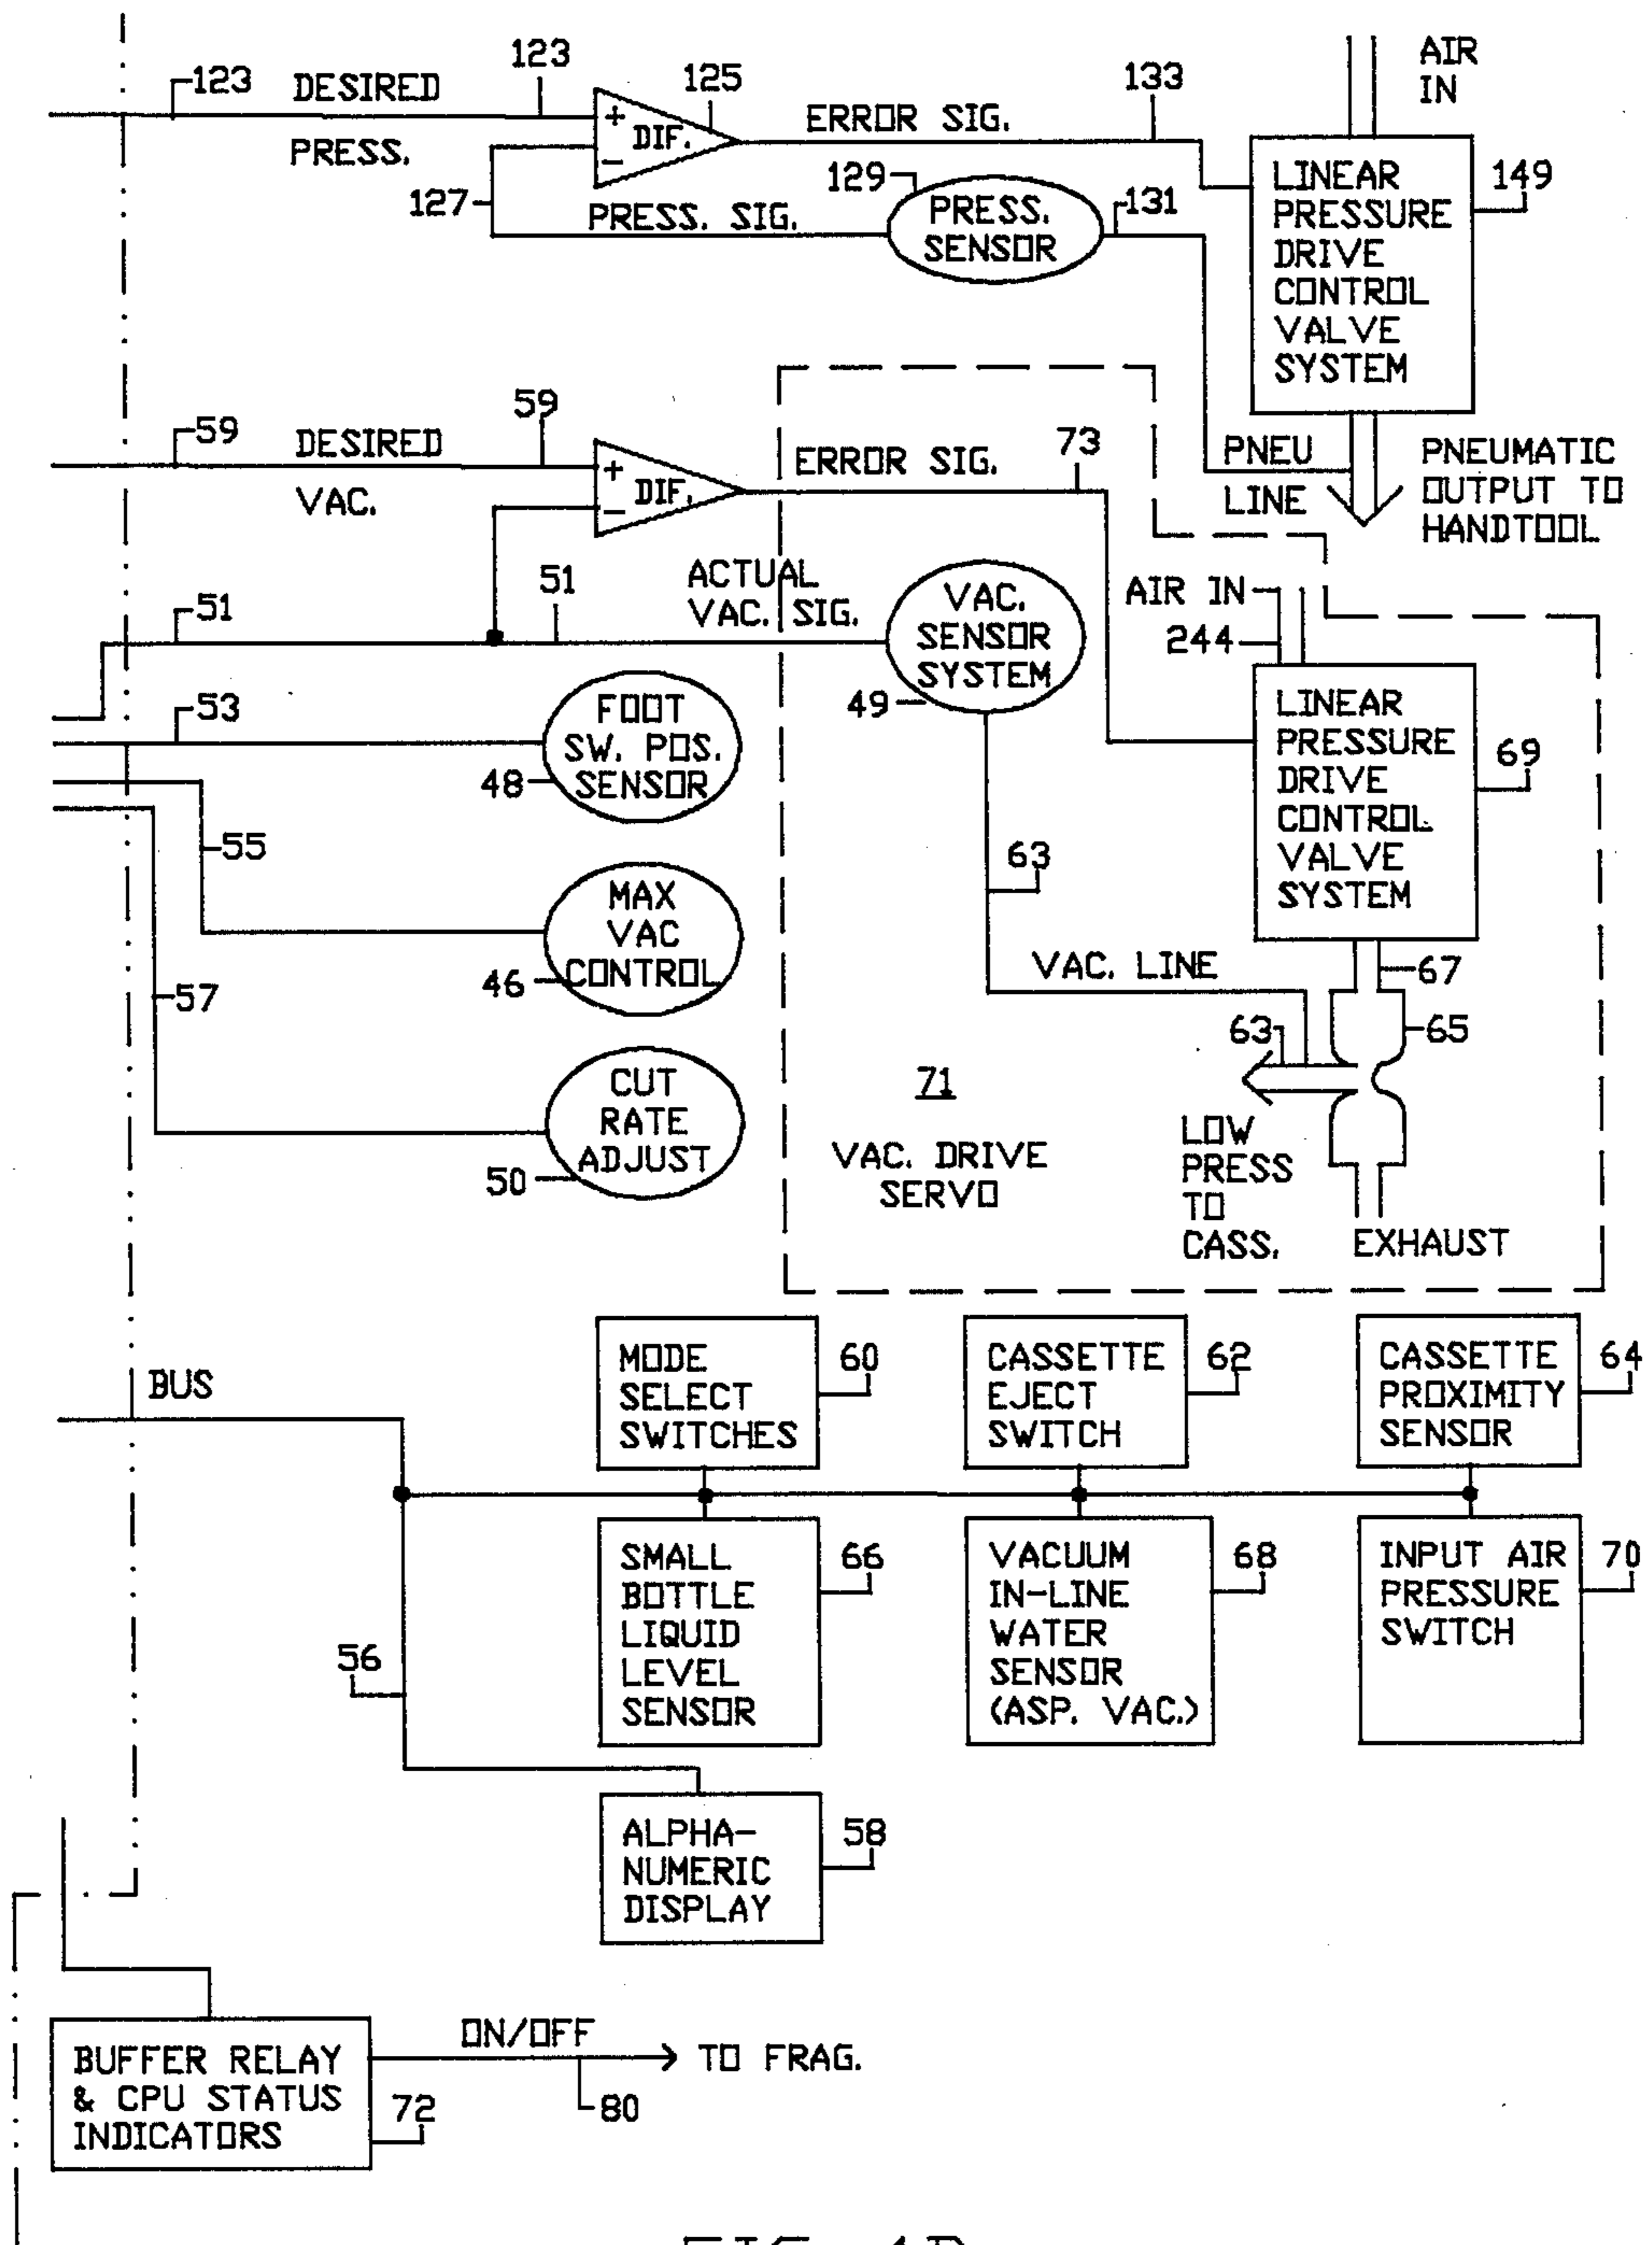 123
DESIRED
PRESS.
123
+
DIF.
-
125
ERROR SIG.
133
AIR
IN
127
PRESS. SIG.
129
PRESS.
SENSOR
131
LINEAR
PRESSURE
DRIVE
CONTROL
VALVE
SYSTEM
149
59
DESIRED
VAC.
59
+
DIF.
-
ERROR SIG.
73
PNEU
LINE
PNEUMATIC
OUTPUT TO
HANDTOOL
51
51
ACTUAL
VAC. SIG.
VAC.
SENSOR
SYSTEM
49
AIR IN
244
53
FOOT
SW. POS.
SENSOR
48
LINEAR
PRESSURE
DRIVE
CONTROL
VALVE
SYSTEM
69
55
MAX
VAC
CONTROL
46
63
VAC. LINE
67
57
63
65
CUT
RATE
ADJUST
50
71
VAC. DRIVE
SERVO
LOW
PRESS
TO
CASS.
EXHAUST
BUS
MODE
SELECT
SWITCHES
60
CASSETTE
EJECT
SWITCH
62
CASSETTE
PROXIMITY
SENSOR
64
SMALL
BOTTLE
LIQUID
LEVEL
SENSOR
66
VACUUM
IN-LINE
WATER
SENSOR
(ASP. VAC.)
68
INPUT AIR
PRESSURE
SWITCH
70
56
ALPHA-
NUMERIC
DISPLAY
58
BUFFER RELAY
& CPU STATUS
INDICATORS
72
ON/OFF
80
TO FRAG.